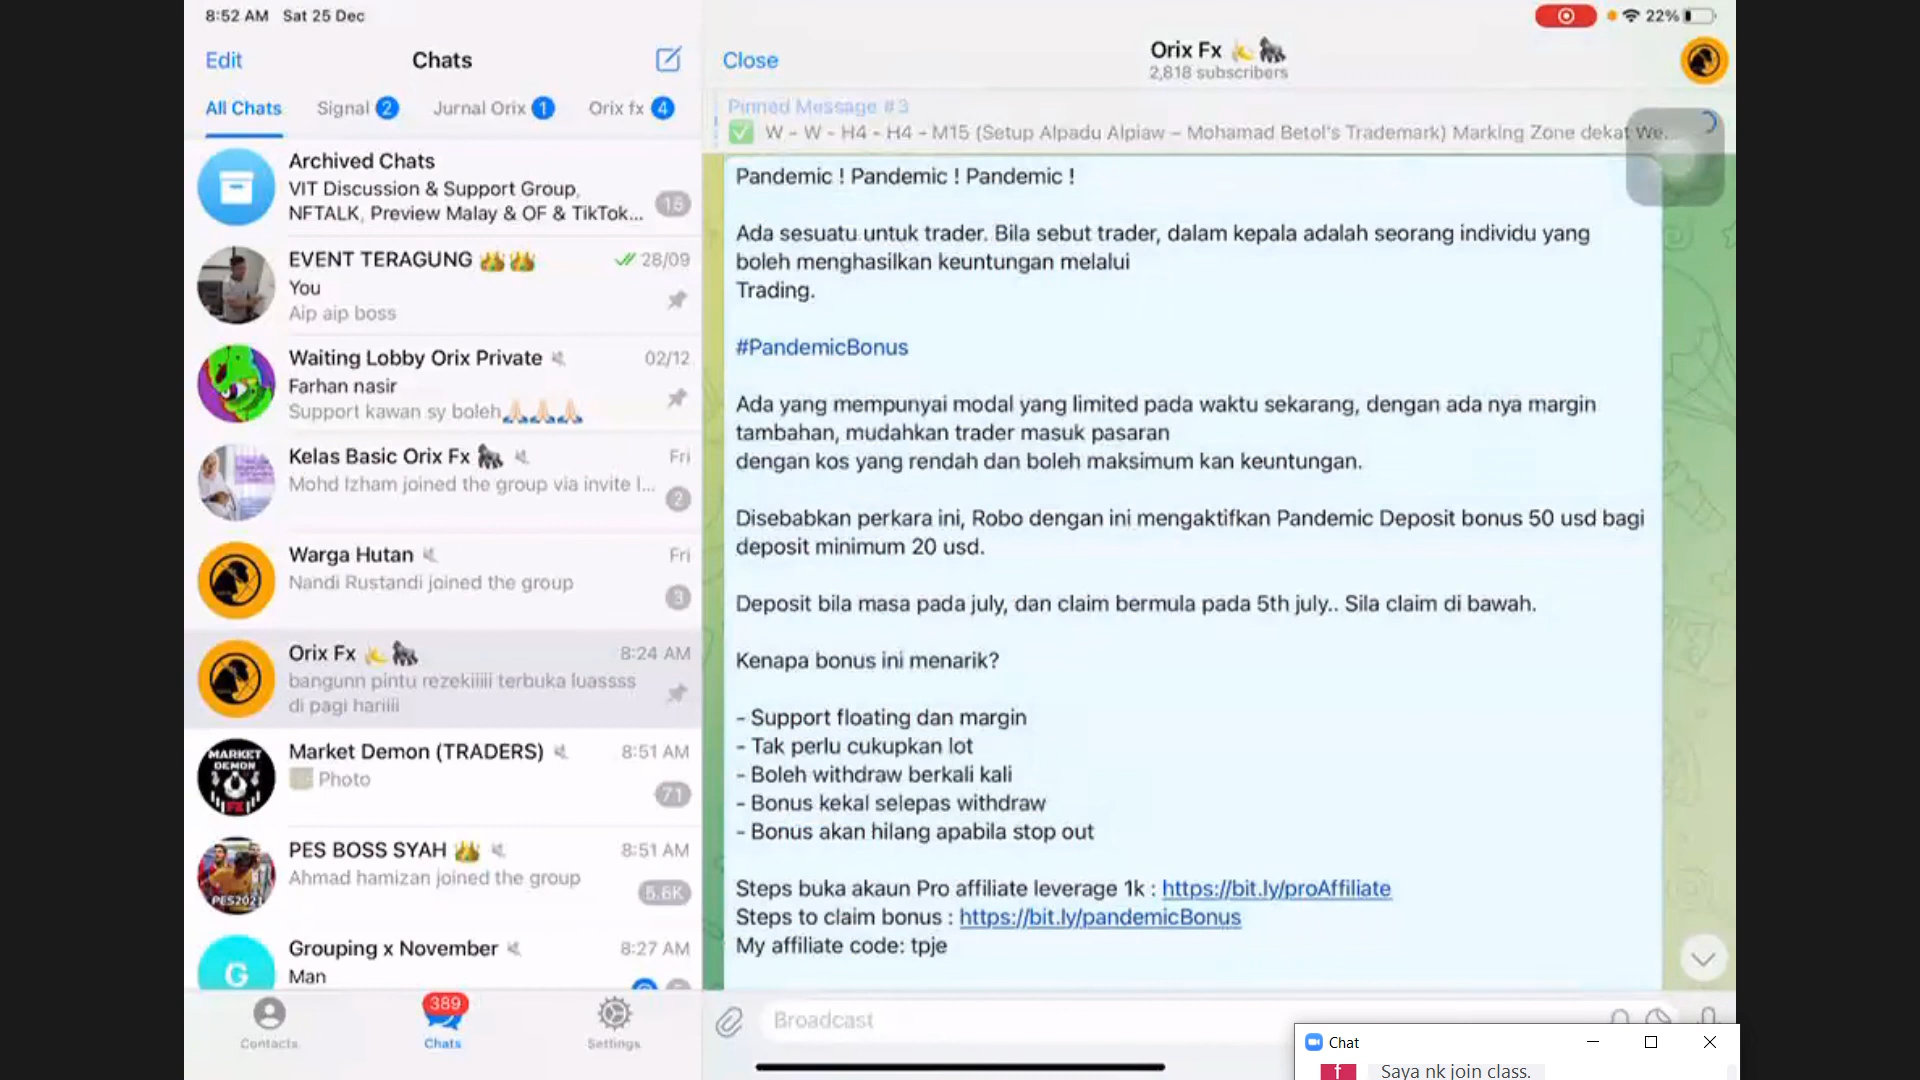 8:52 AM Sat 25 Dec
22%
Edit
Chats
All Chats
Signal 2
Jurnal Orix 1
Orix fx 4
Archived Chats
VIT Discussion & Support Group,
NFTALK, Preview Malay & OF & TikTok...
15
EVENT TERAGUNG
28/09
You
Aip aip boss
Waiting Lobby Orix Private
02/12
Farhan nasir
Support kawan sy boleh
Kelas Basic Orix Fx
Fri
Mohd Izham joined the group via invite l...
2
Warga Hutan
Fri
Nandi Rustandi joined the group
3
Orix Fx
8:24 AM
bangunn pintu rezekiiiii terbuka luassss
di pagi hariiii
MARKET
DEMON
FX
Market Demon (TRADERS)
8:51 AM
Photo
71
PES2021
PES BOSS SYAH
8:51 AM
Ahmad hamizan joined the group
5.6K
G
Grouping x November
8:27 AM
Man
Contacts
389
Chats
Settings
Close
Orix Fx
2,818 subscribers
Pinned Message #3
W - W - H4 - H4 - M15 (Setup Alpadu Alpiaw – Mohamad Betol's Trademark) Marking Zone dekat We...
Pandemic ! Pandemic ! Pandemic !
Ada sesuatu untuk trader. Bila sebut trader, dalam kepala adalah seorang individu yang
boleh menghasilkan keuntungan melalui
Trading.
#PandemicBonus
Ada yang mempunyai modal yang limited pada waktu sekarang, dengan ada nya margin
tambahan, mudahkan trader masuk pasaran
dengan kos yang rendah dan boleh maksimum kan keuntungan.
Disebabkan perkara ini, Robo dengan ini mengaktifkan Pandemic Deposit bonus 50 usd bagi
deposit minimum 20 usd.
Deposit bila masa pada july, dan claim bermula pada 5th july.. Sila claim di bawah.
Kenapa bonus ini menarik?
- Support floating dan margin
- Tak perlu cukupkan lot
- Boleh withdraw berkali kali
- Bonus kekal selepas withdraw
- Bonus akan hilang apabila stop out
Steps buka akaun Pro affiliate leverage 1k : https://bit.ly/proAffiliate
Steps to claim bonus : https://bit.ly/pandemicBonus
My affiliate code: tpje
Broadcast
Chat
f
Saya nk join class.